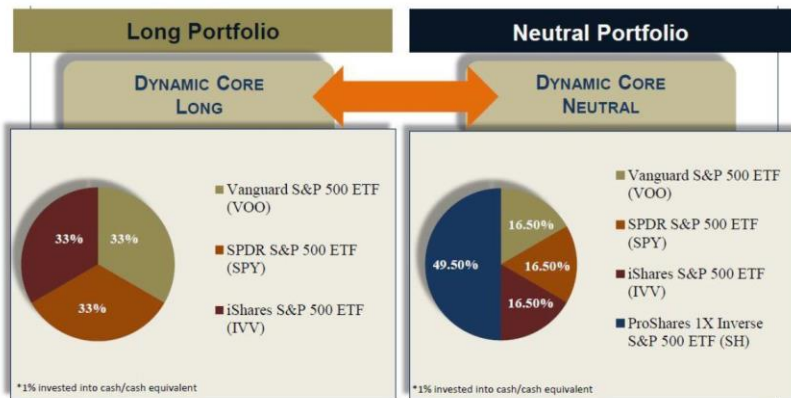 Long Portfolio
DYNAMIC CORE
LONG
33%
33%
33%
Vanguard S&P 500 ETF
(VOO)
SPDR S&P 500 ETF
(SPY)
iShares S&P 500 ETF
(IVV)
*1% invested into cash/cash equivalent
Neutral Portfolio
DYNAMIC CORE
NEUTRAL
16.50%
49.50%
16.50%
16.50%
Vanguard S&P 500 ETF
(VOO)
SPDR S&P 500 ETF
(SPY)
iShares S&P 500 ETF
(IVV)
ProShares 1X Inverse
S&P 500 ETF (SH)
*1% invested into cash/cash equivalent